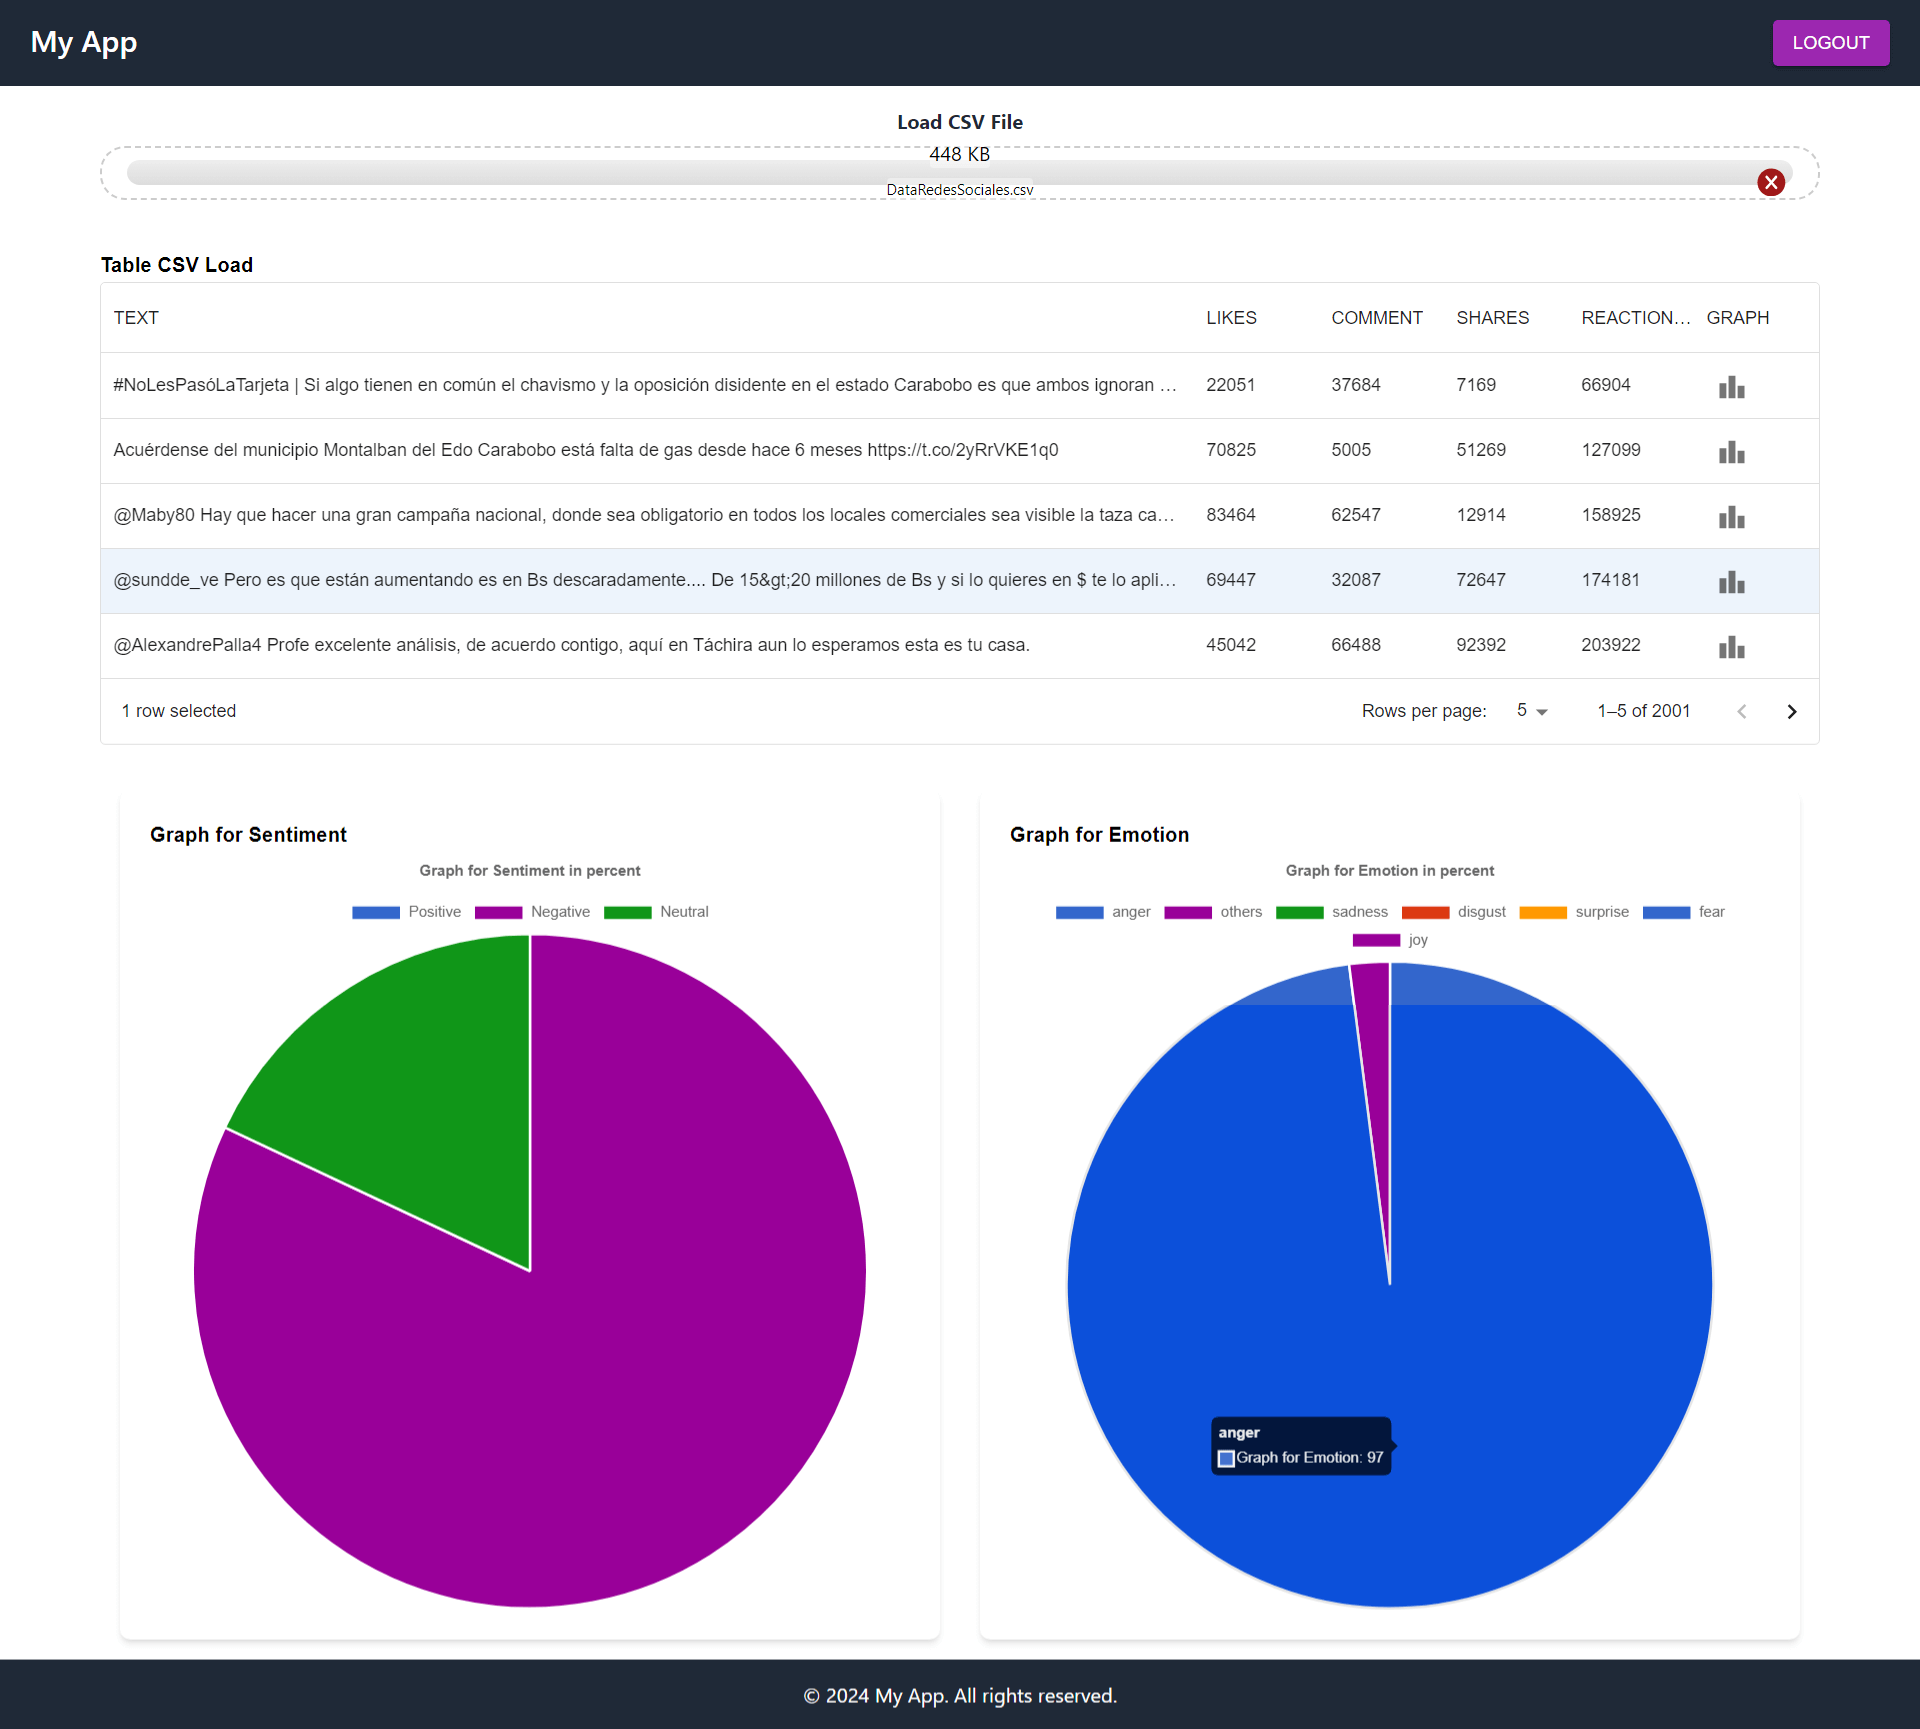 My App
LOGOUT
Load CSV File
448 KB
DataRedesSociales.csv
Table CSV Load
TEXT LIKES COMMENT SHARES REACTION... GRAPH
#NoLesPasóLaTarjeta | Si algo tienen en común el chavismo y la oposición disidente en el estado Carabobo es que ambos ignoran ... 22051 37684 7169 66904
Acuérdense del municipio Montalban del Edo Carabobo está falta de gas desde hace 6 meses https://t.co/2yRrVKE1q0 70825 5005 51269 127099
@Maby80 Hay que hacer una gran campaña nacional, donde sea obligatorio en todos los locales comerciales sea visible la taza ca... 83464 62547 12914 158925
@sundde_ve Pero es que están aumentando es en Bs descaradamente.... De 15&gt;20 millones de Bs y si lo quieres en $ te lo apli... 69447 32087 72647 174181
@AlexandrePalla4 Profe excelente análisis, de acuerdo contigo, aquí en Táchira aun lo esperamos esta es tu casa. 45042 66488 92392 203922
1 row selected Rows per page: 5 1–5 of 2001
Graph for Sentiment
Graph for Sentiment in percent
Positive Negative Neutral
Graph for Emotion
Graph for Emotion in percent
anger others sadness disgust surprise fear
joy
anger
Graph for Emotion: 97
© 2024 My App. All rights reserved.